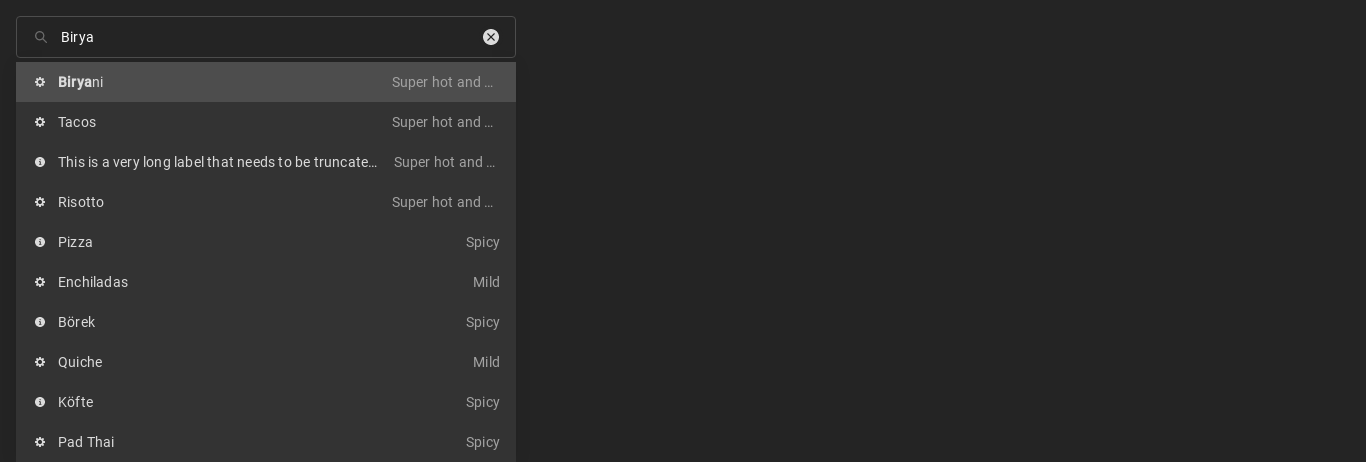 Birya
Biryani Super hot and ...
Tacos Super hot and ...
This is a very long label that needs to be truncate... Super hot and ...
Risotto Super hot and ...
Pizza Spicy
Enchiladas Mild
Börek Spicy
Quiche Mild
Köfte Spicy
Pad Thai Spicy